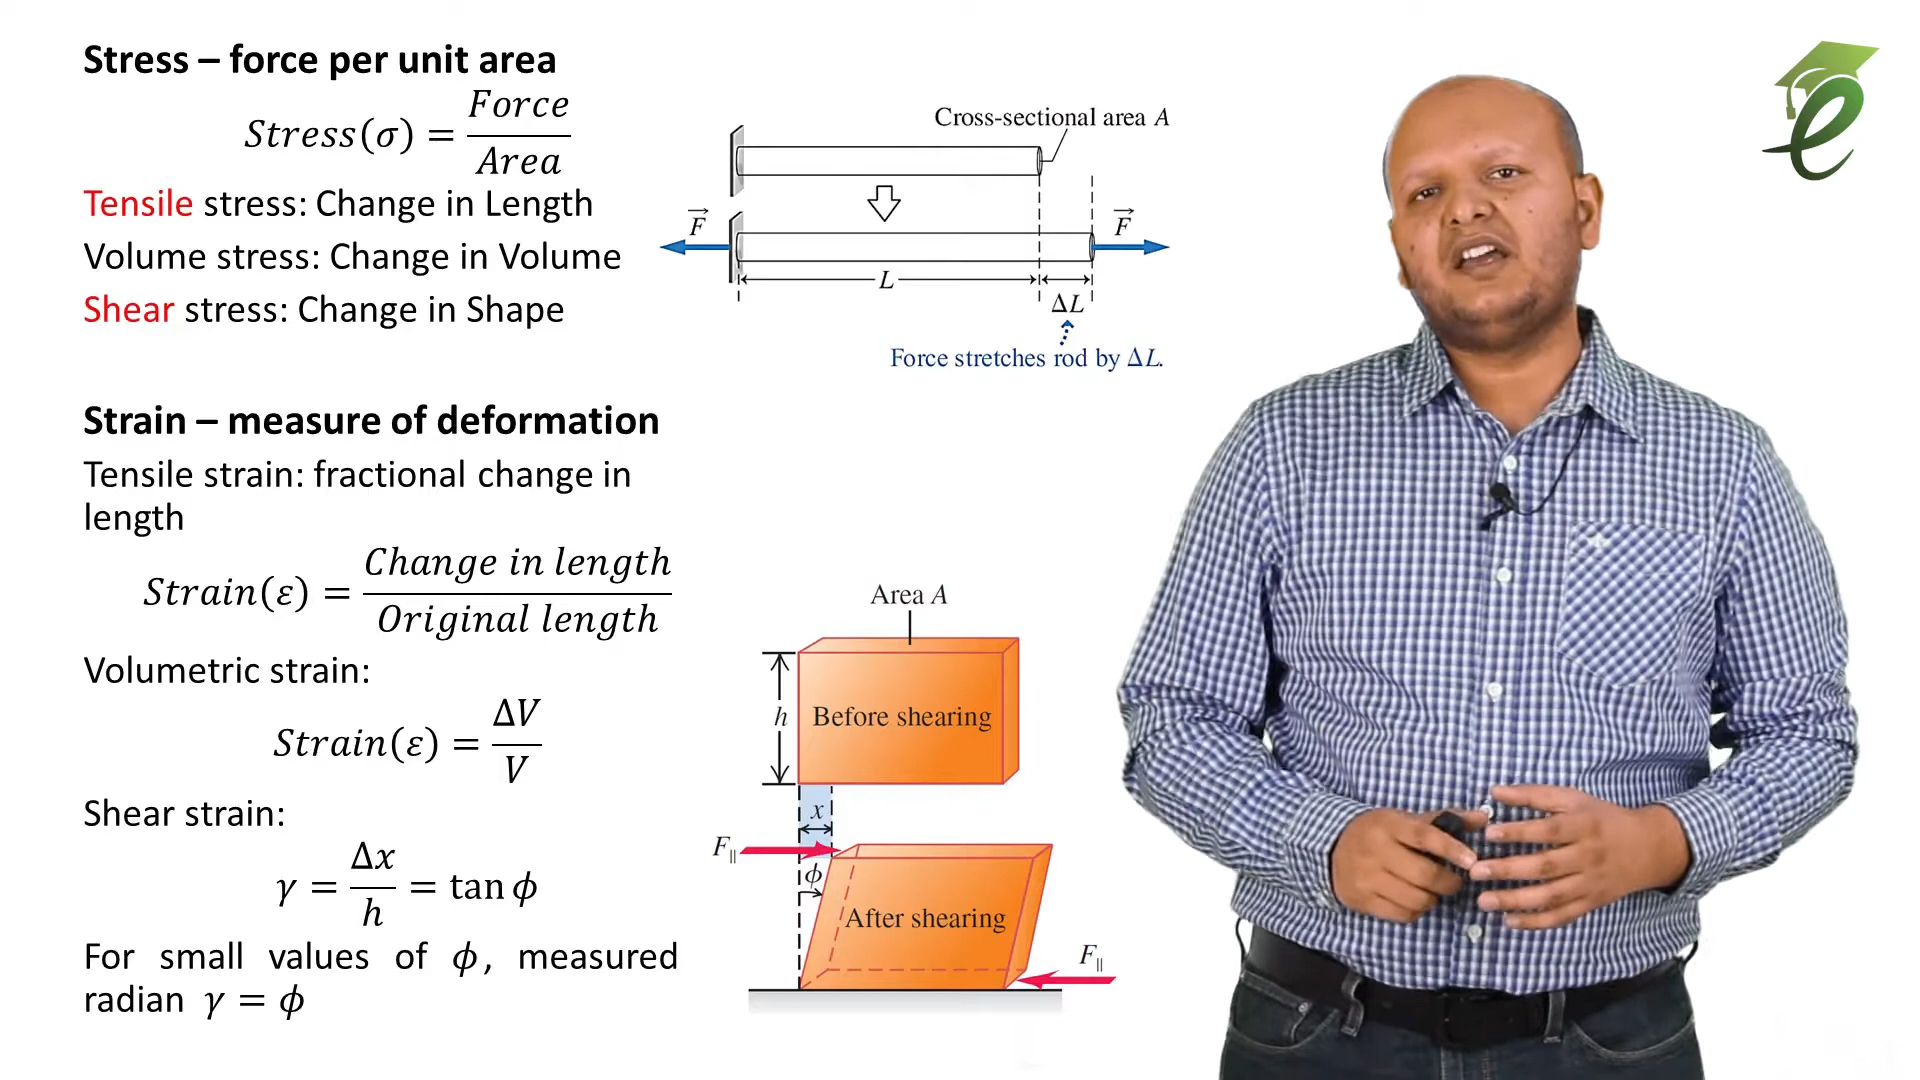 Stress – force per unit area
Stress(σ) = Force / Area
Tensile stress: Change in Length
Volume stress: Change in Volume
Shear stress: Change in Shape
Cross-sectional area A
F
F
L
ΔL
Force stretches rod by ΔL.
Strain – measure of deformation
Tensile strain: fractional change in
length
Strain(ε) = Change in length / Original length
Volumetric strain:
Strain(ε) = ΔV / V
Shear strain:
γ = Δx / h = tan ϕ
For small values of ϕ, measured
radian γ = ϕ
Area A
h
Before shearing
x
F||
ϕ
After shearing
F||
e